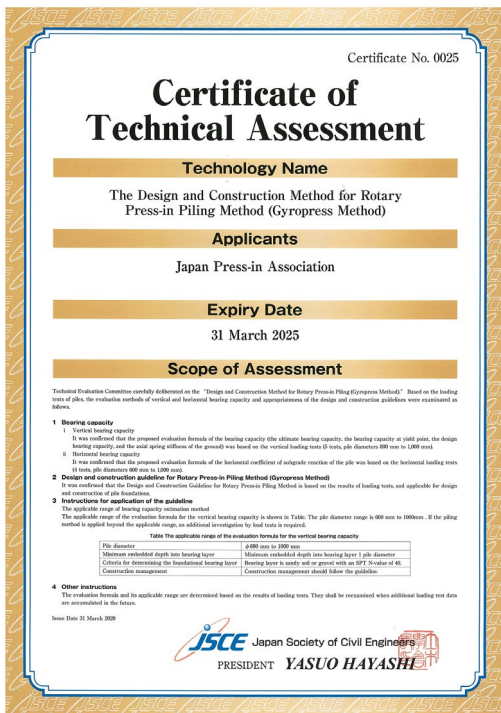 Certificate No. 0025
Certificate of
Technical Assessment
Technology Name
The Design and Construction Method for Rotary
Press-in Piling Method (Gyropress Method)
Applicants
Japan Press-in Association
Expiry Date
31 March 2025
Scope of Assessment
Technical Evaluation Committee carefully deliberated on the "Design and Construction Method for Rotary Press-in Piling (Gyropress Method)." Based on the loading
tests of piles, the evaluation methods of vertical and horizontal bearing capacity and appropriateness of the design and construction guidelines were examined as
follows.
1 Bearing capacity
i Vertical bearing capacity
It was confirmed that the proposed evaluation formula of the bearing capacity (the ultimate bearing capacity, the bearing capacity at yield point, the design
bearing capacity, and the axial spring stiffness of the ground) was based on the vertical loading tests (5 tests, pile diameters 800 mm to 1,000 mm).
ii Horizontal bearing capacity
It was confirmed that the proposed evaluation formula of the horizontal coefficient of subgrade reaction of the pile was based on the horizontal loading tests
(4 tests, pile diameters 600 mm to 1,000 mm).
2 Design and construction guideline for Rotary Press-in Piling Method (Gyropress Method)
It was confirmed that the Design and Construction Guideline for Rotary Press-in Piling Method is based on the results of loading tests, and applicable for design
and construction of pile foundations.
3 Instructions for application of the guideline
The applicable range of bearing capacity estimation method
The applicable range of the evaluation formula for the vertical bearing capacity is shown in Table. The pile diameter range is 600 mm to 1000mm. If the piling
method is applied beyond the applicable range, an additional investigation by load tests is required.
Table The applicable range of the evaluation formula for the vertical bearing capacity
Pile diameter φ600 mm to 1000 mm
Minimum embedded depth into bearing layer Minimum embedded depth into bearing layer 1 pile diameter
Criteria for determining the foundational bearing layer Bearing layer is sandy soil or gravel with an SPT N-value of 40.
Construction management Construction management should follow the guideline.
4 Other instructions
The evaluation formula and its applicable range are determined based on the results of loading tests. They shall be reexamined when additional loading test data
are accumulated in the future.
Issue Date 31 March 2020
JSCE Japan Society of Civil Engineers
PRESIDENT YASUO HAYASHI